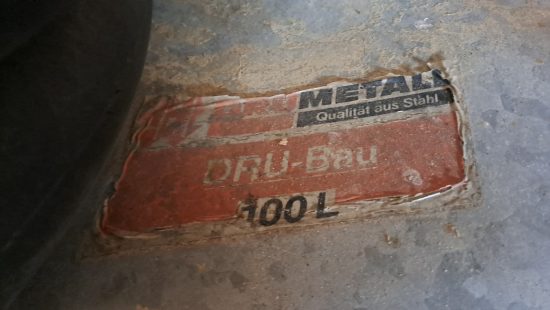 METALL
Qualität aus Stahl
DRU-Bau
100 L